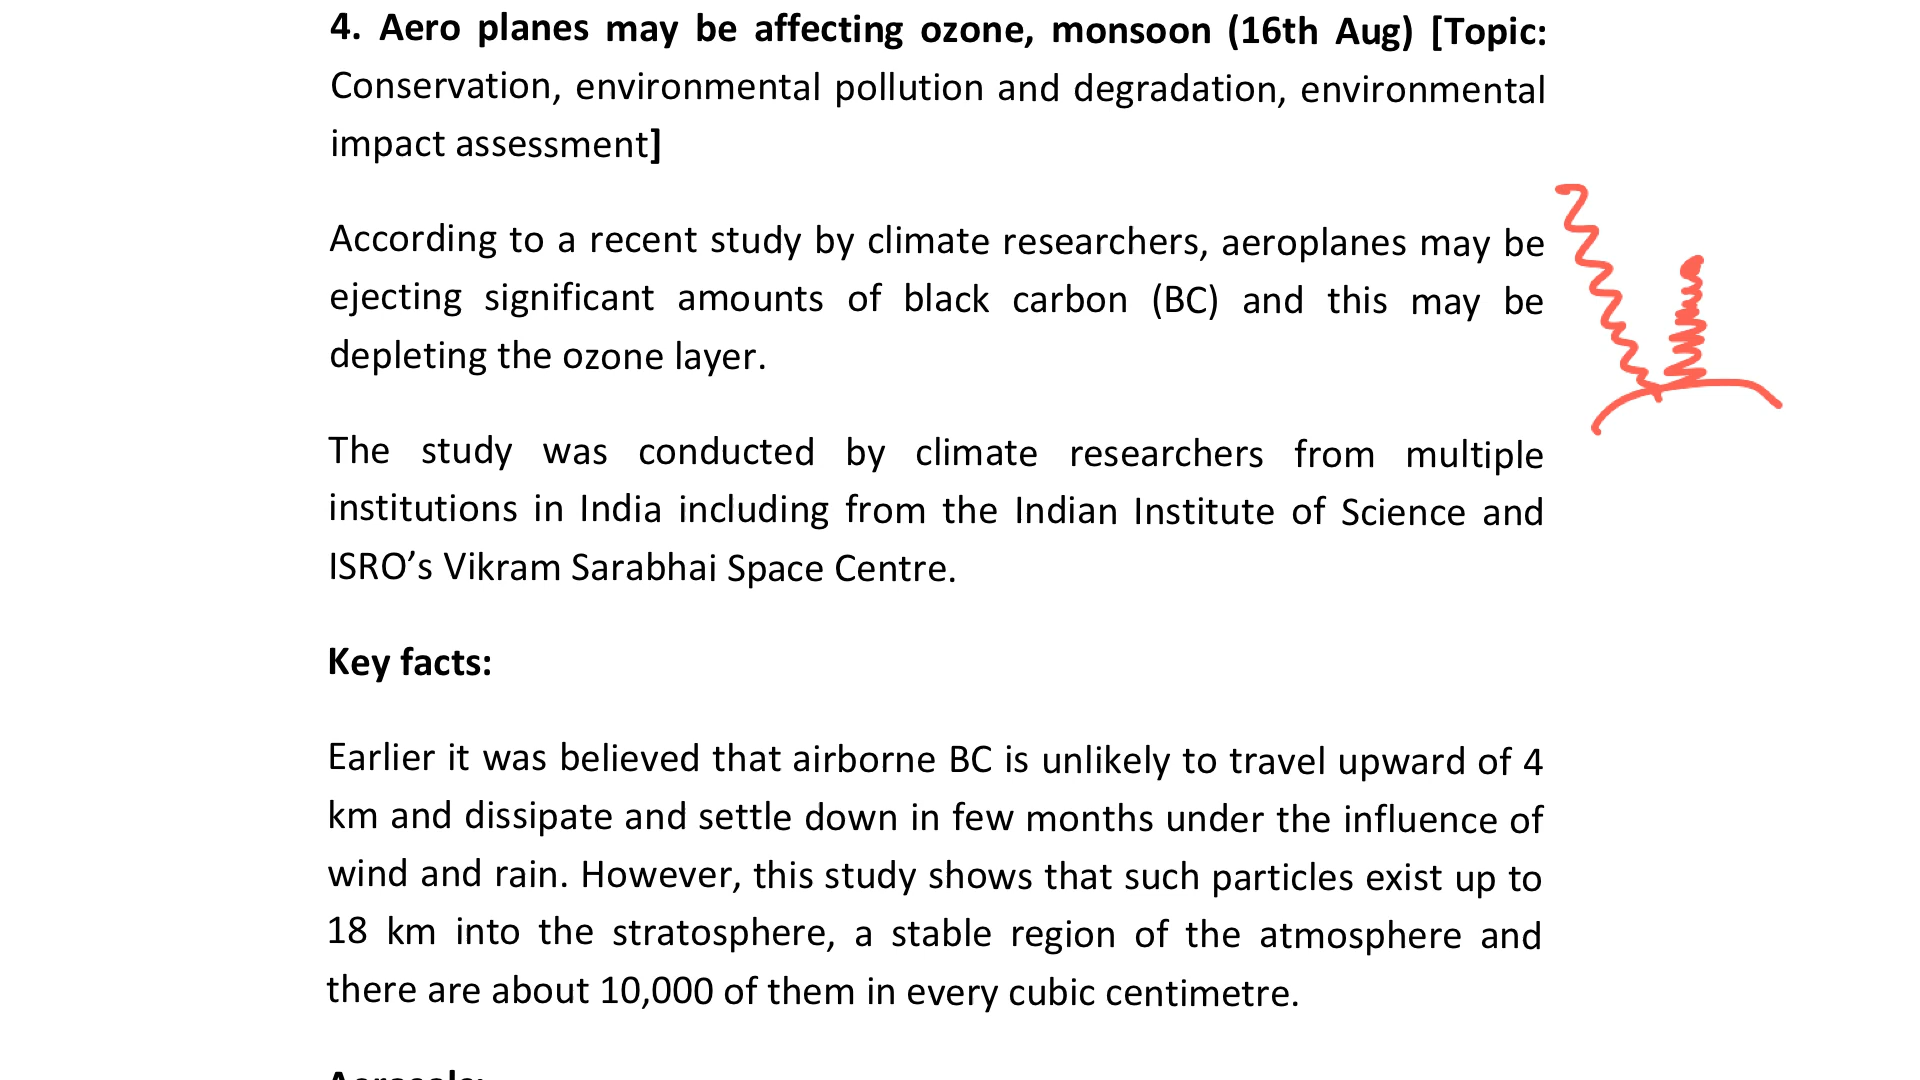 4. Aero planes may be affecting ozone, monsoon (16th Aug) [Topic:
Conservation, environmental pollution and degradation, environmental
impact assessment]
According to a recent study by climate researchers, aeroplanes may be
ejecting significant amounts of black carbon (BC) and this may be
depleting the ozone layer.
The study was conducted by climate researchers from multiple
institutions in India including from the Indian Institute of Science and
ISRO’s Vikram Sarabhai Space Centre.
Key facts:
Earlier it was believed that airborne BC is unlikely to travel upward of 4
km and dissipate and settle down in few months under the influence of
wind and rain. However, this study shows that such particles exist up to
18 km into the stratosphere, a stable region of the atmosphere and
there are about 10,000 of them in every cubic centimetre.